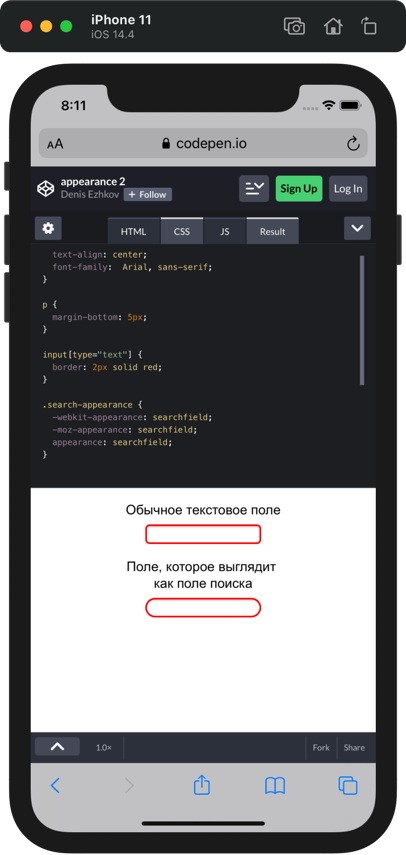 iPhone 11
iOS 14.4
8:11
AA codepen.io
appearance 2
Denis Ezhkov + Follow
Sign Up Log In
HTML CSS JS Result
text-align: center;
font-family: Arial, sans-serif;
}
p {
margin-bottom: 5px;
}
input[type="text"] {
border: 2px solid red;
}
.search-appearance {
-webkit-appearance: searchfield;
-moz-appearance: searchfield;
appearance: searchfield;
}
Обычное текстовое поле
Поле, которое выглядит
как поле поиска
1.0× Fork Share